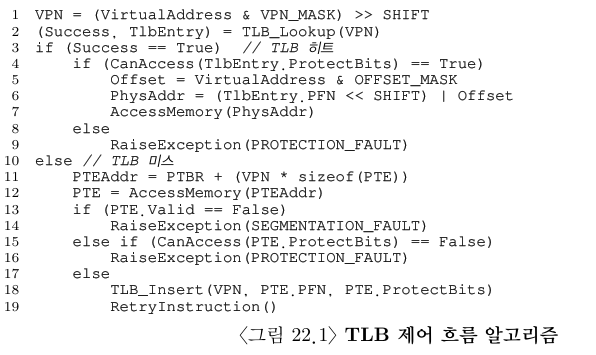 1 VPN = (VirtualAddress & VPN_MASK) >> SHIFT
2 (Success, TlbEntry) = TLB_Lookup(VPN)
3 if (Success == True) // TLB 히트
4 if (CanAccess(TlbEntry.ProtectBits) == True)
5 Offset = VirtualAddress & OFFSET_MASK
6 PhysAddr = (TlbEntry.PFN << SHIFT) | Offset
7 AccessMemory(PhysAddr)
8 else
9 RaiseException(PROTECTION_FAULT)
10 else // TLB 미스
11 PTEAddr = PTBR + (VPN * sizeof(PTE))
12 PTE = AccessMemory(PTEAddr)
13 if (PTE.Valid == False)
14 RaiseException(SEGMENTATION_FAULT)
15 else if (CanAccess(PTE.ProtectBits) == False)
16 RaiseException(PROTECTION_FAULT)
17 else
18 TLB_Insert(VPN, PTE.PFN, PTE.ProtectBits)
19 RetryInstruction()
〈그림 22.1〉 TLB 제어 흐름 알고리즘